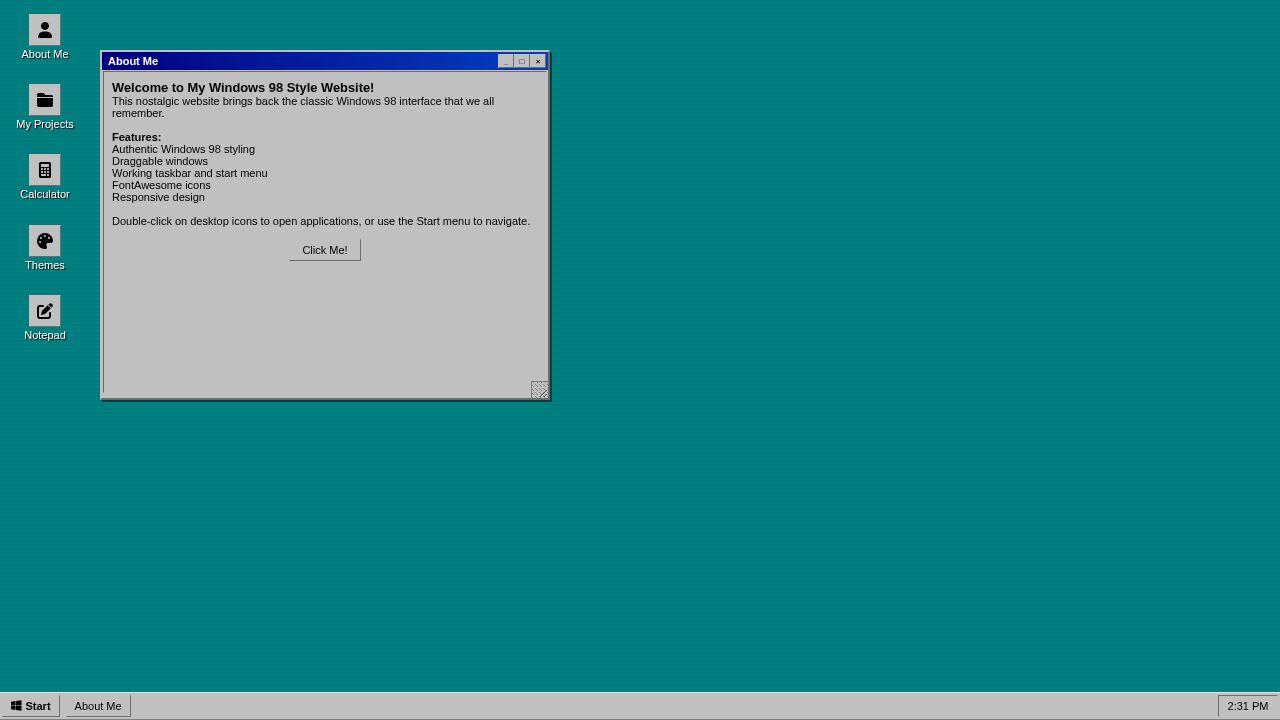 About Me
My Projects
Calculator
Themes
Notepad
About Me
Welcome to My Windows 98 Style Website!
This nostalgic website brings back the classic Windows 98 interface that we all
remember.
Features:
Authentic Windows 98 styling
Draggable windows
Working taskbar and start menu
FontAwesome icons
Responsive design
Double-click on desktop icons to open applications, or use the Start menu to navigate.
Click Me!
Start
About Me
2:31 PM